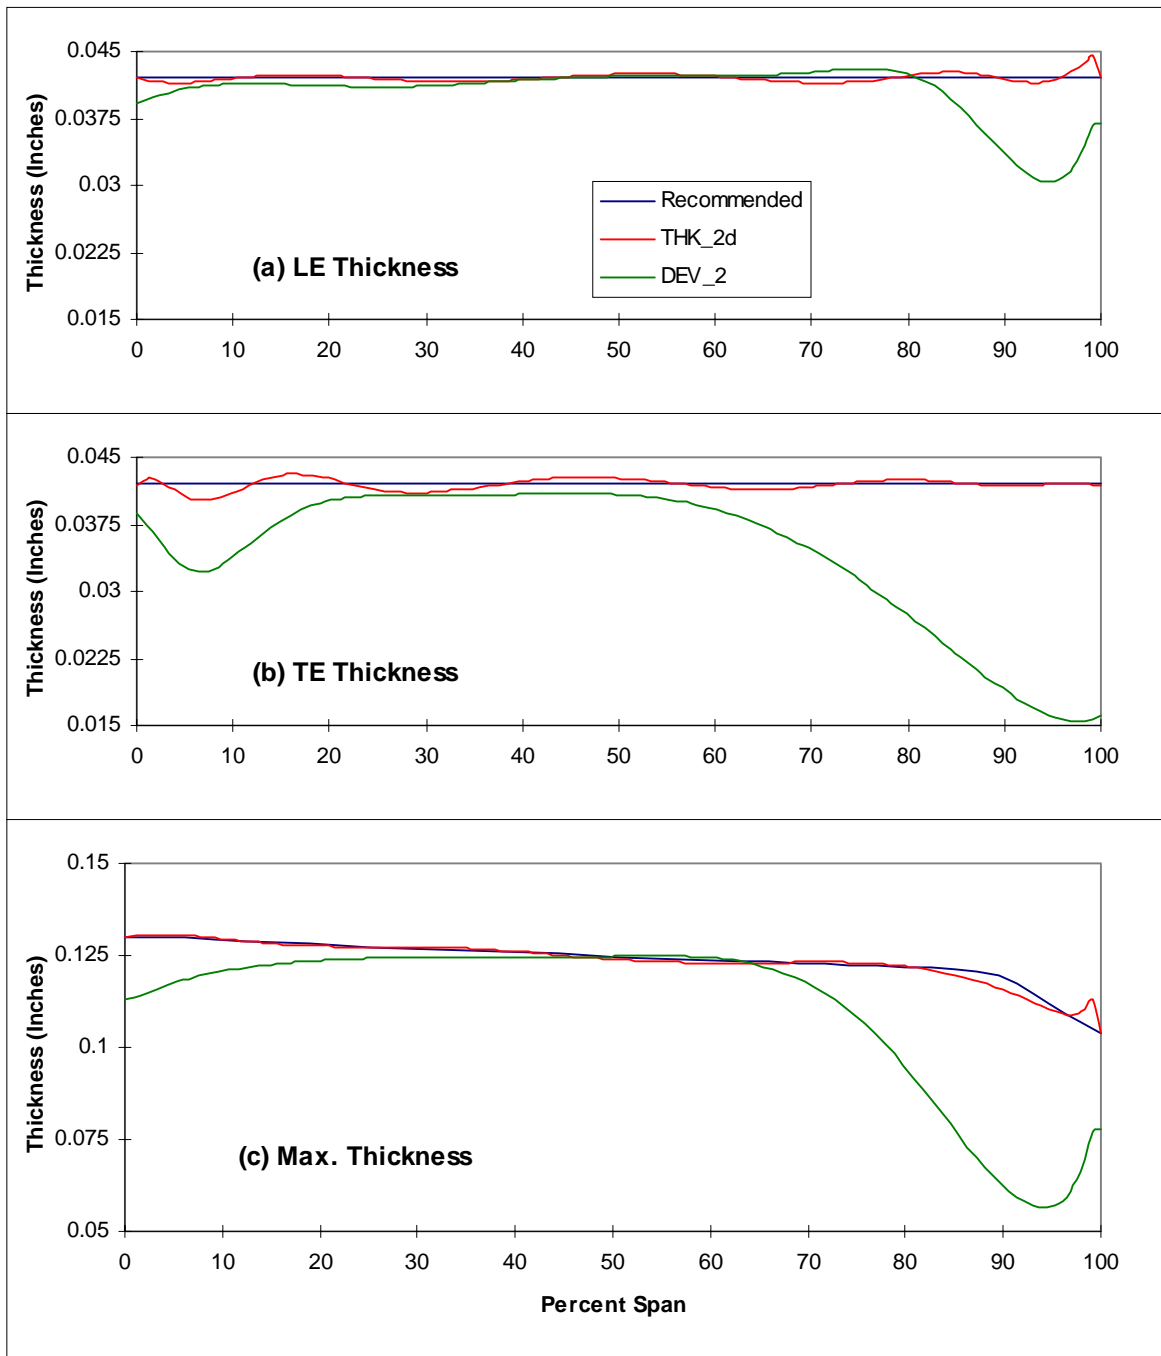 0.045
0.0375
0.03
0.0225
0.015
Thickness (Inches)
Recommended
THK_2d
DEV_2
(a) LE Thickness
0 10 20 30 40 50 60 70 80 90 100
0.045
0.0375
0.03
0.0225
0.015
Thickness (Inches)
(b) TE Thickness
0 10 20 30 40 50 60 70 80 90 100
0.15
0.125
0.1
0.075
0.05
Thickness (Inches)
(c) Max. Thickness
0 10 20 30 40 50 60 70 80 90 100
Percent Span